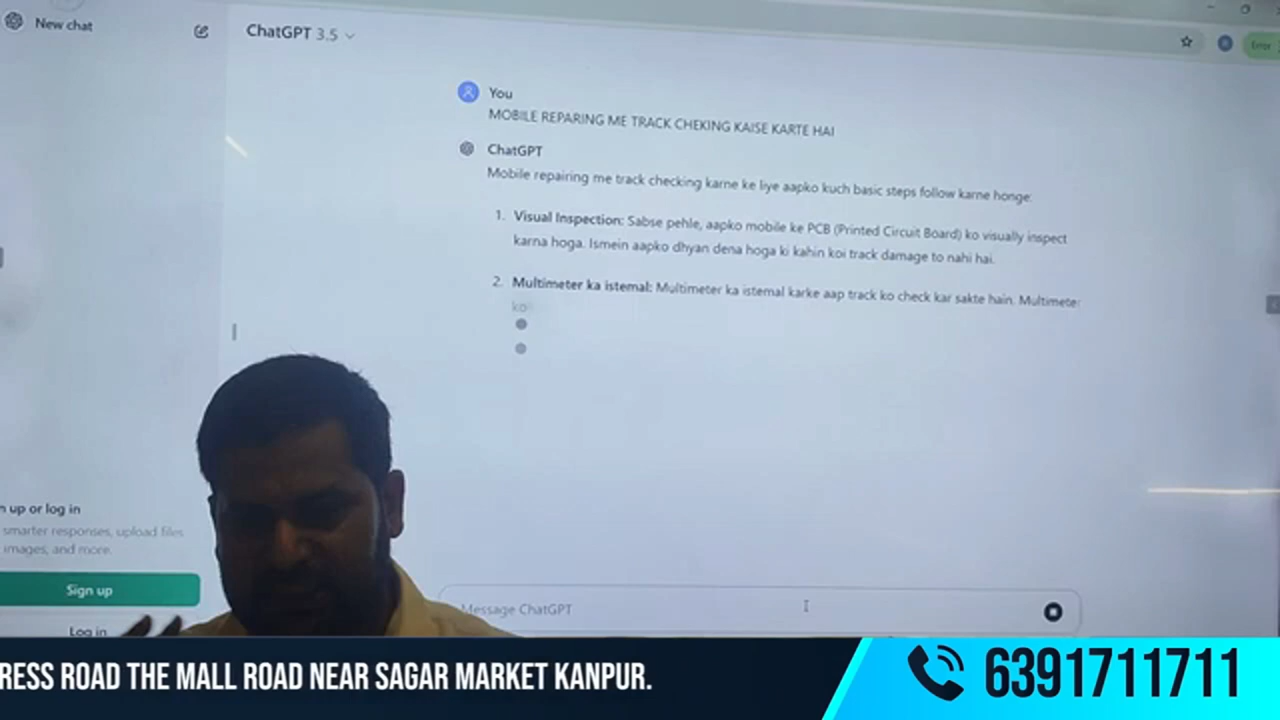 New chat
ChatGPT 3.5
Error
You
MOBILE REPARING ME TRACK CHEKING KAISE KARTE HAI
ChatGPT
Mobile repairing me track checking karne ke liye aapko kuch basic steps follow karne honge:
1. Visual Inspection: Sabse pehle, aapko mobile ke PCB (Printed Circuit Board) ko visually inspect
karna hoga. Ismein aapko dhyan dena hoga ki kahin koi track damage to nahi hai.
2. Multimeter ka istemal: Multimeter ka istemal karke aap track ko check kar sakte hain. Multimeter
ko
n up or log in
smarter responses, upload files
images, and more.
Sign up
Log in
Message ChatGPT
RESS ROAD THE MALL ROAD NEAR SAGAR MARKET KANPUR.
6391711711